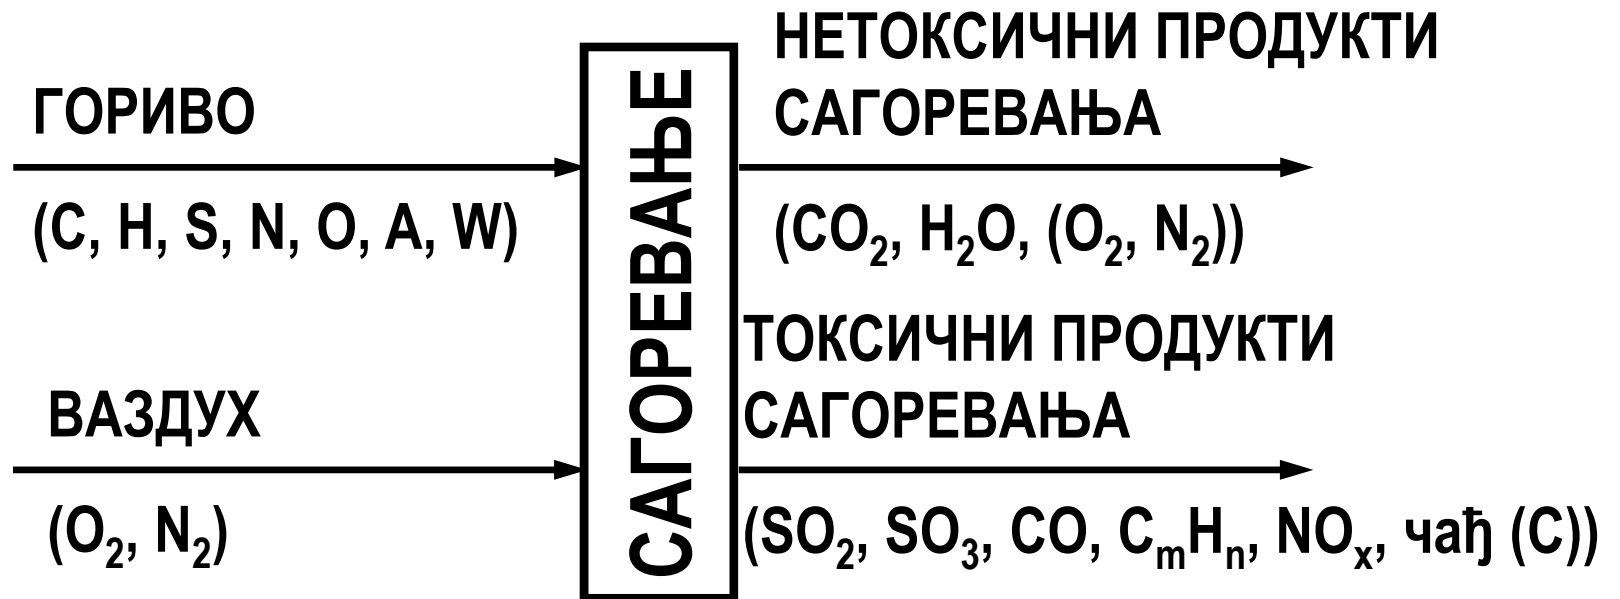 ГОРИВО
(C, H, S, N, O, A, W)
ВАЗДУХ
(O₂, N₂)
САГОРЕВАЊЕ
НЕТОКСИЧНИ ПРОДУКТИ
САГОРЕВАЊА
(CO₂, H₂O, (O₂, N₂))
ТОКСИЧНИ ПРОДУКТИ
САГОРЕВАЊА
(SO₂, SO₃, CO, CₘHₙ, NOₓ, чађ (C))